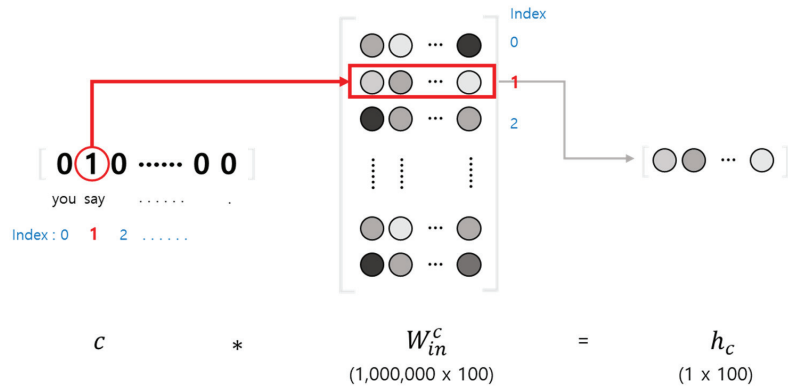 Index
0
1
2
[ 0 1 0 ...... 0 0 ]
you say ...... .
Index : 0 1 2 ......
c * W_in^c = h_c
(1,000,000 x 100) (1 x 100)